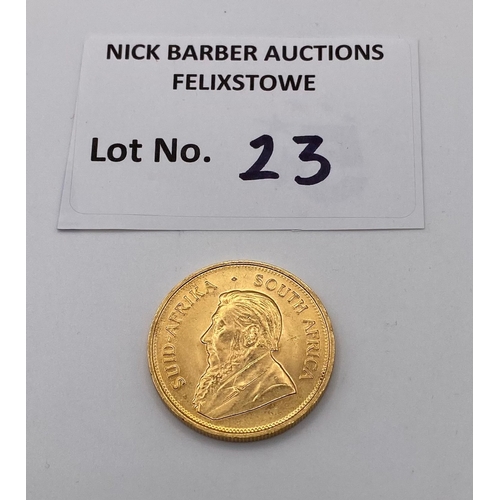 NICK BARBER AUCTIONS
FELIXSTOWE
Lot No. 23
SUID-AFRIKA · SOUTH AFRICA